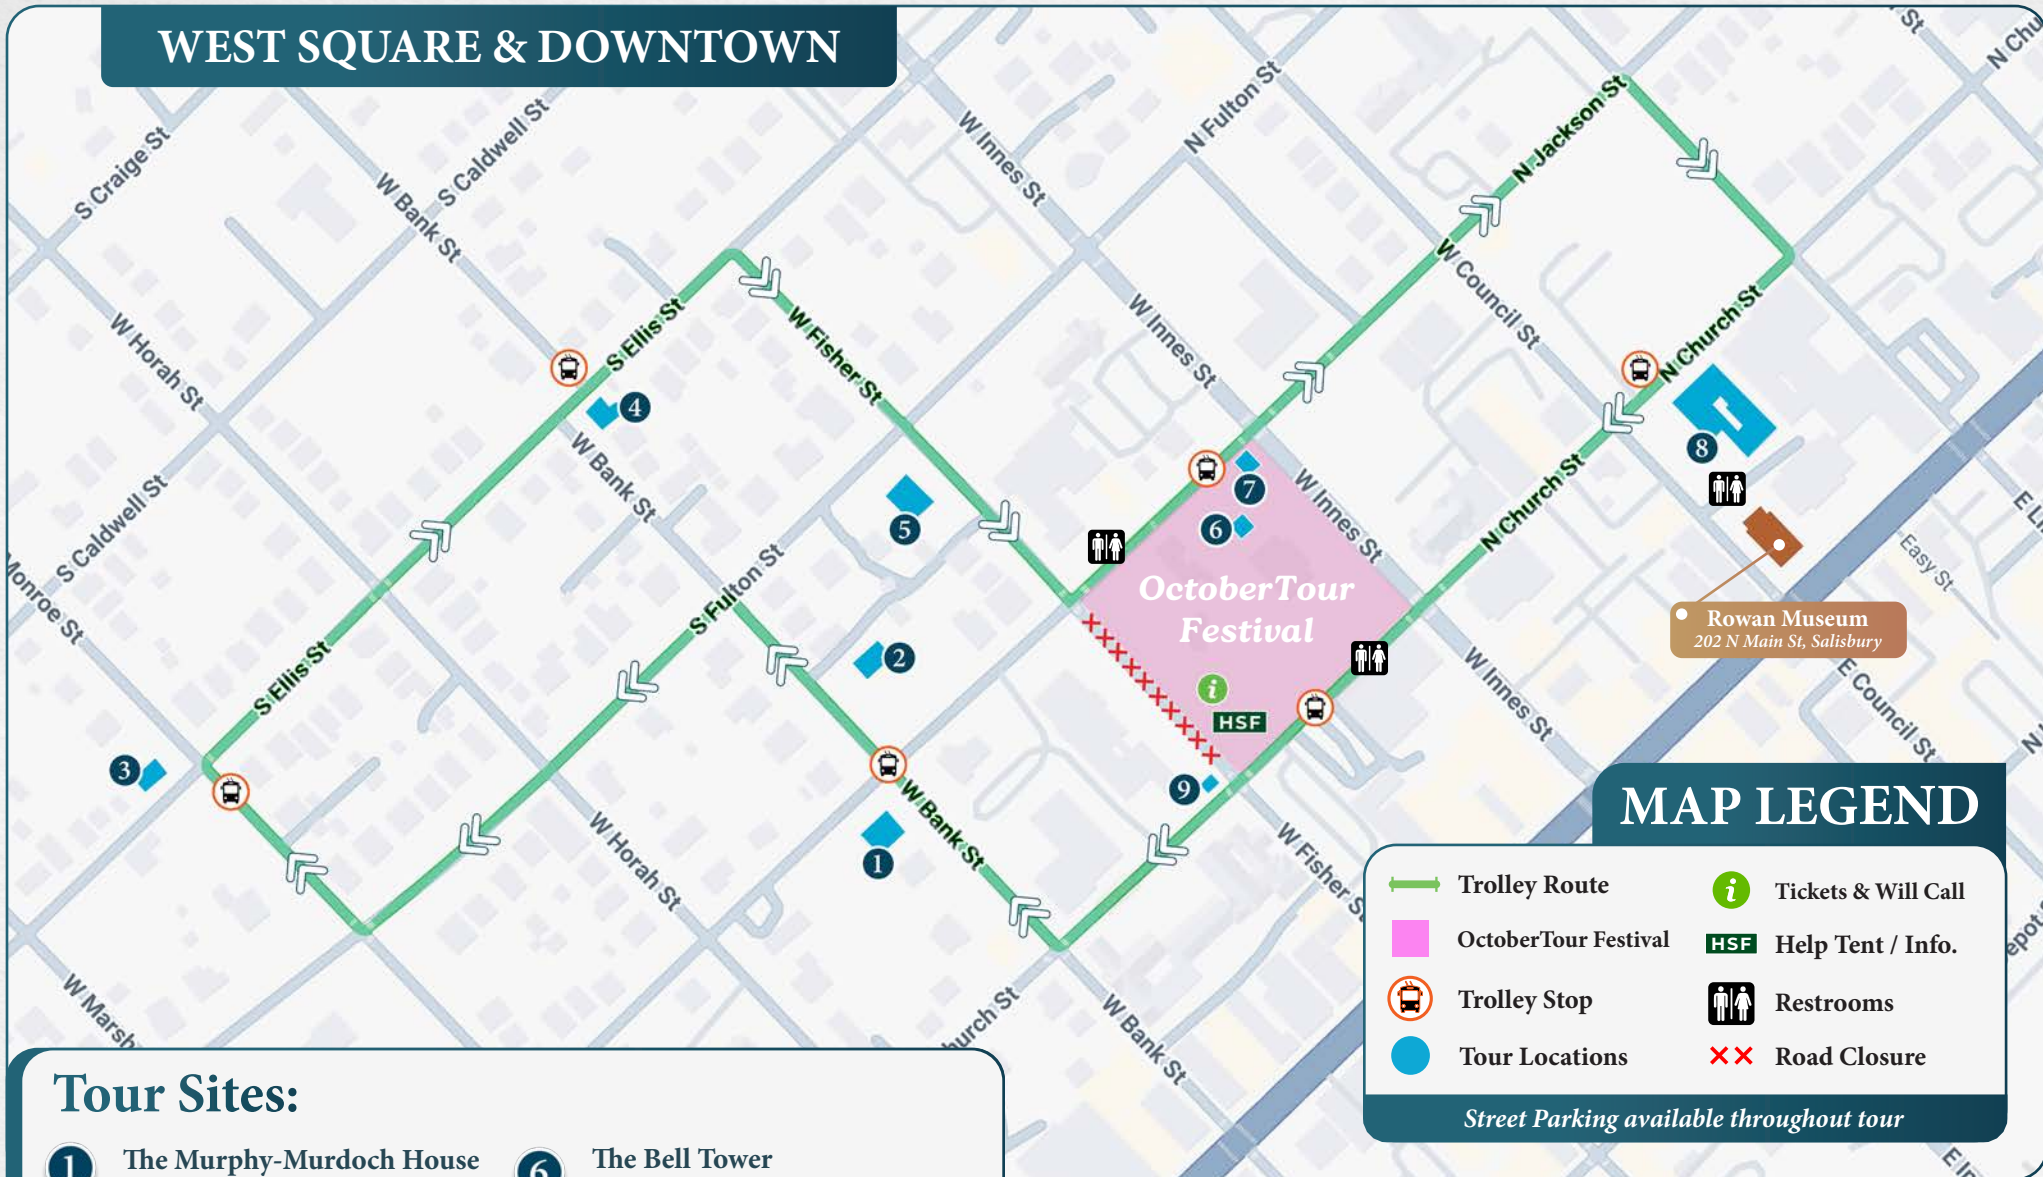 WEST SQUARE & DOWNTOWN
S Craige St
S Caldwell St
W Bank St
W Innes St
N Fulton St
N Jackson St
W Horah St
S Ellis St
W Fisher St
W Innes St
W Council St
N Church St
4
W Bank St
8
S Caldwell St
5
7
6
W Innes St
N Church St
Easy St
Monroe St
S Fulton St
OctoberTour
Festival
Rowan Museum
202 N Main St, Salisbury
2
S Ellis St
i
HSF
W Innes St
E Council St
3
9
W Bank St
1
W Horah St
W Fisher St
W Bank St
MAP LEGEND
Trolley Route
i
Tickets & Will Call
OctoberTour Festival
HSF
Help Tent / Info.
Trolley Stop
Restrooms
Tour Locations
Road Closure
Street Parking available throughout tour
Tour Sites:
1
The Murphy-Murdoch House
6
The Bell Tower